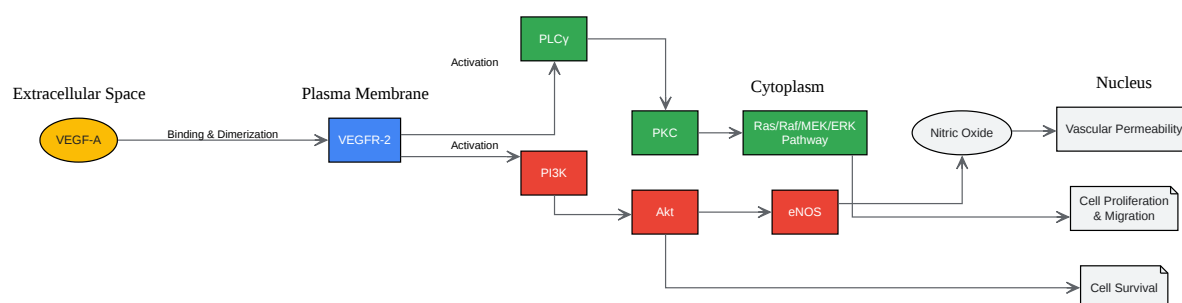 PLCγ
Activation
Extracellular Space
Plasma Membrane
Cytoplasm
Nucleus
VEGF-A
Binding & Dimerization
VEGFR-2
Activation
PKC
Ras/Raf/MEK/ERK
Pathway
Nitric Oxide
Vascular Permeability
PI3K
Akt
eNOS
Cell Proliferation
& Migration
Cell Survival